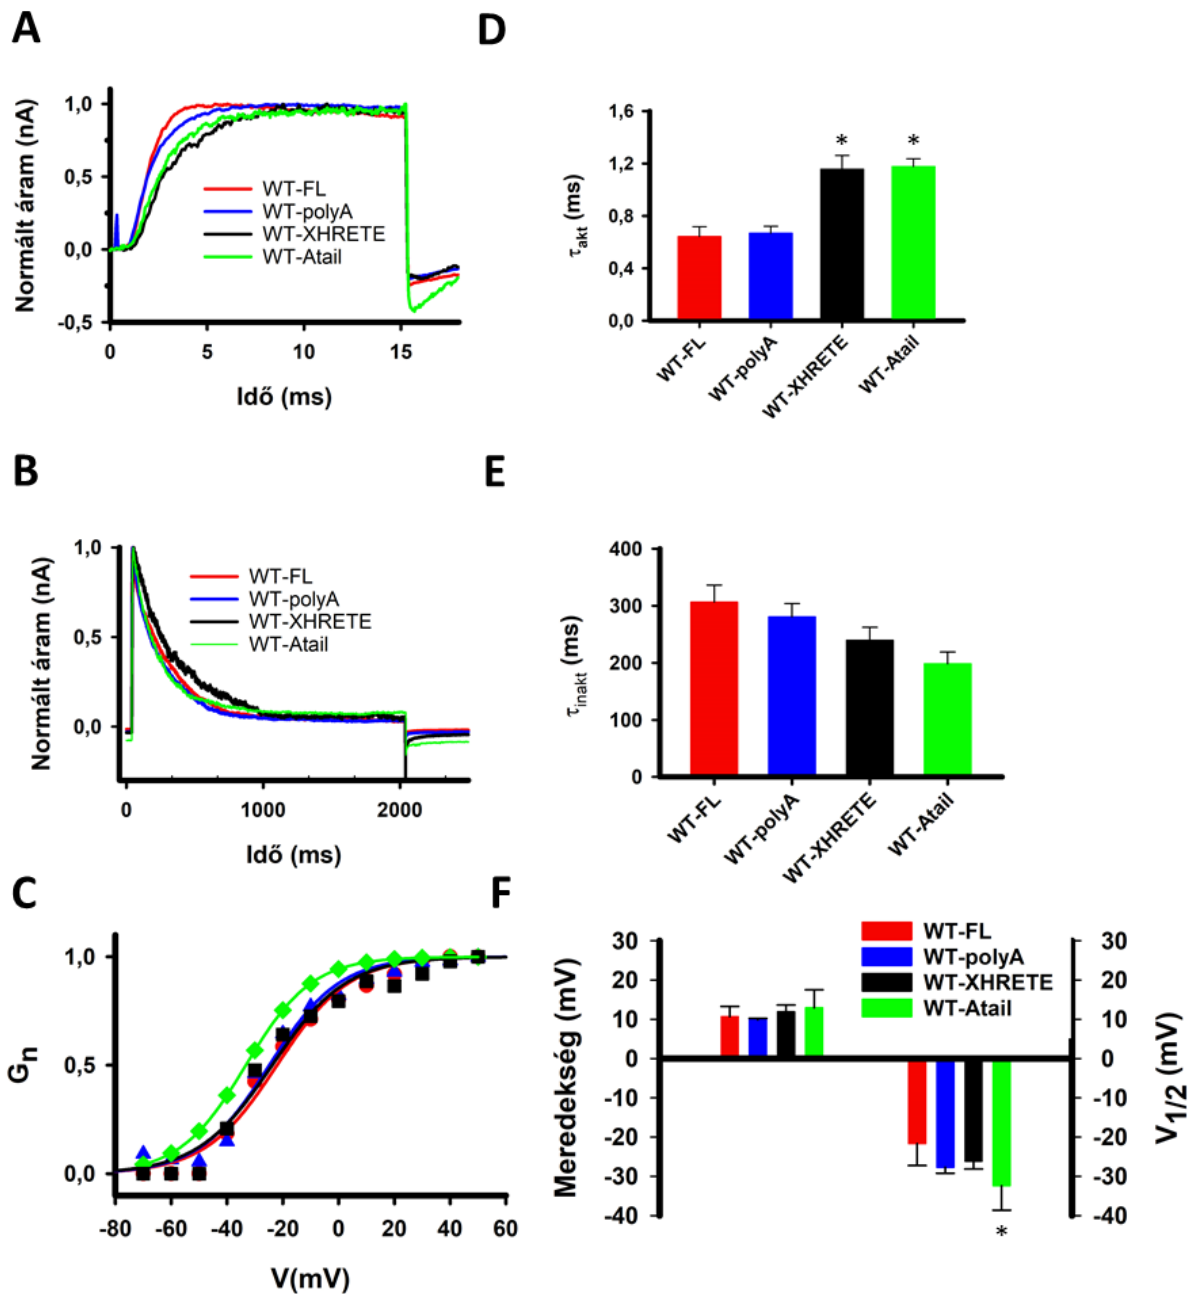 A
Normált áram (nA)
1,0
0,5
0,0
-0,5
WT-FL
WT-polyA
WT-XHRETE
WT-Atail
0 5 10 15
Idő (ms)
D
τakt (ms)
1,6
1,2
0,8
0,4
0,0
* *
WT-FL
WT-polyA
WT-XHRETE
WT-Atail
B
Normált áram (nA)
1,0
0,5
0,0
WT-FL
WT-polyA
WT-XHRETE
WT-Atail
0 1000 2000
Idő (ms)
E
τinakt (ms)
400
300
200
100
0
WT-FL
WT-polyA
WT-XHRETE
WT-Atail
C
Gn
1,0
0,5
0,0
-80 -60 -40 -20 0 20 40 60
V(mV)
F
WT-FL
WT-polyA
WT-XHRETE
WT-Atail
Meredekség (mV)
30
20
10
0
-10
-20
-30
-40
30
20
10
0
-10
-20
-30
-40
V1/2 (mV)
*